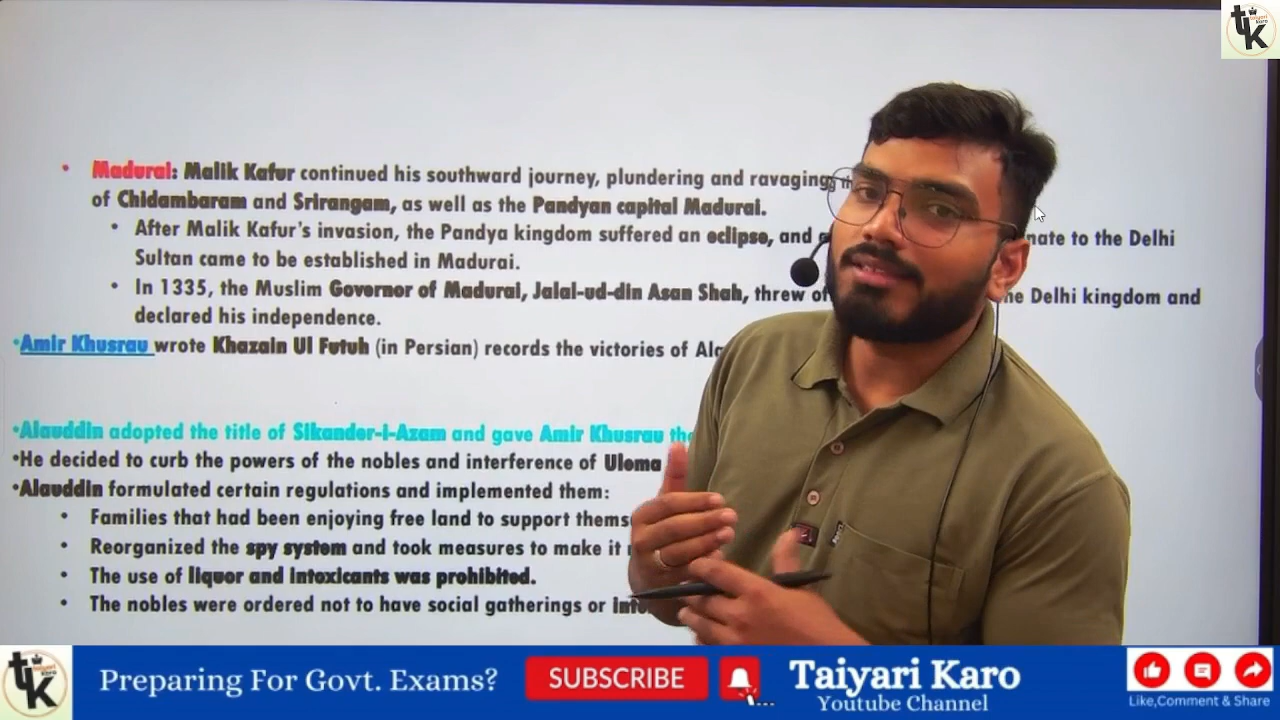 tk
Madurai: Malik Kafur continued his southward journey, plundering and ravaging
of Chidambaram and Srirangam, as well as the Pandyan capital Madurai.
After Malik Kafur's invasion, the Pandya kingdom suffered an eclipse, and nate to the Delhi
Sultan came to be established in Madurai.
In 1335, the Muslim Governor of Madurai, Jalal-ud-din Asan Shah, threw of he Delhi kingdom and
declared his independence.
•Amir Khusrau wrote Khazain Ul Futuh (in Persian) records the victories of Ala
•Alauddin adopted the title of Sikander-i-Azam and gave Amir Khusrau the
•He decided to curb the powers of the nobles and interference of Ulema
•Alauddin formulated certain regulations and implemented them:
• Families that had been enjoying free land to support thems
• Reorganized the spy system and took measures to make it
• The use of liquor and intoxicants was prohibited.
• The nobles were ordered not to have social gatherings or inte
tk Preparing For Govt. Exams? SUBSCRIBE Taiyari Karo
Youtube Channel
Like,Comment & Share